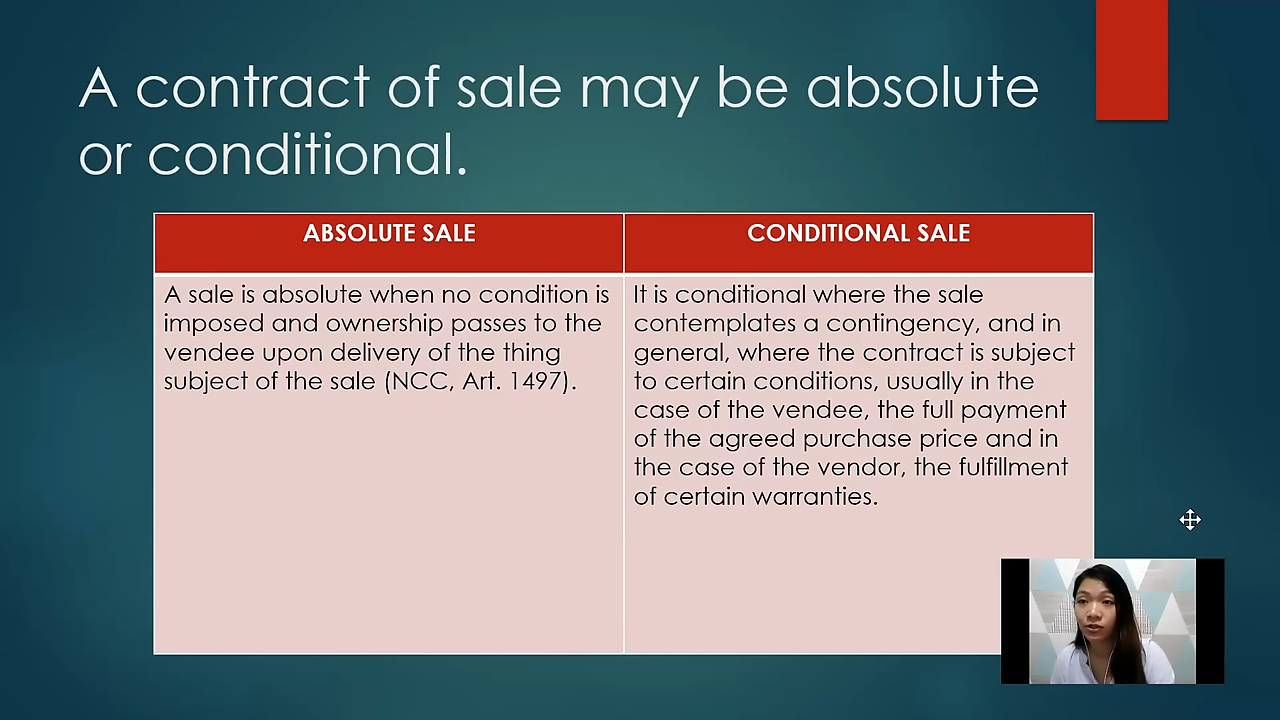 A contract of sale may be absolute
or conditional.
ABSOLUTE SALE
A sale is absolute when no condition is
imposed and ownership passes to the
vendee upon delivery of the thing
subject of the sale (NCC, Art. 1497).
CONDITIONAL SALE
It is conditional where the sale
contemplates a contingency, and in
general, where the contract is subject
to certain conditions, usually in the
case of the vendee, the full payment
of the agreed purchase price and in
the case of the vendor, the fulfillment
of certain warranties.